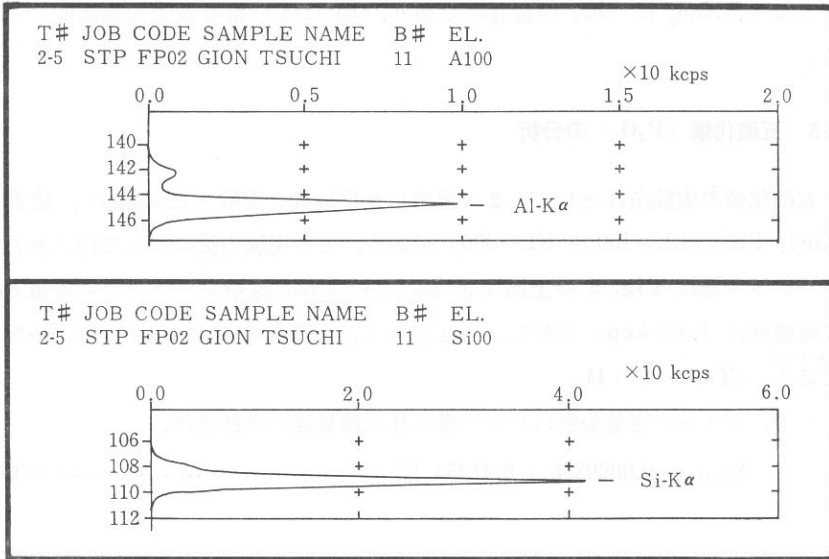 T# JOB CODE SAMPLE NAME B# EL.
2-5 STP FP02 GION TSUCHI 11 A100
×10 kcps
0.0 0.5 1.0 1.5 2.0
140
142
144
146
Al-Kα
T# JOB CODE SAMPLE NAME B# EL.
2-5 STP FP02 GION TSUCHI 11 Si00
×10 kcps
0.0 2.0 4.0 6.0
106
108
110
112
Si-Kα